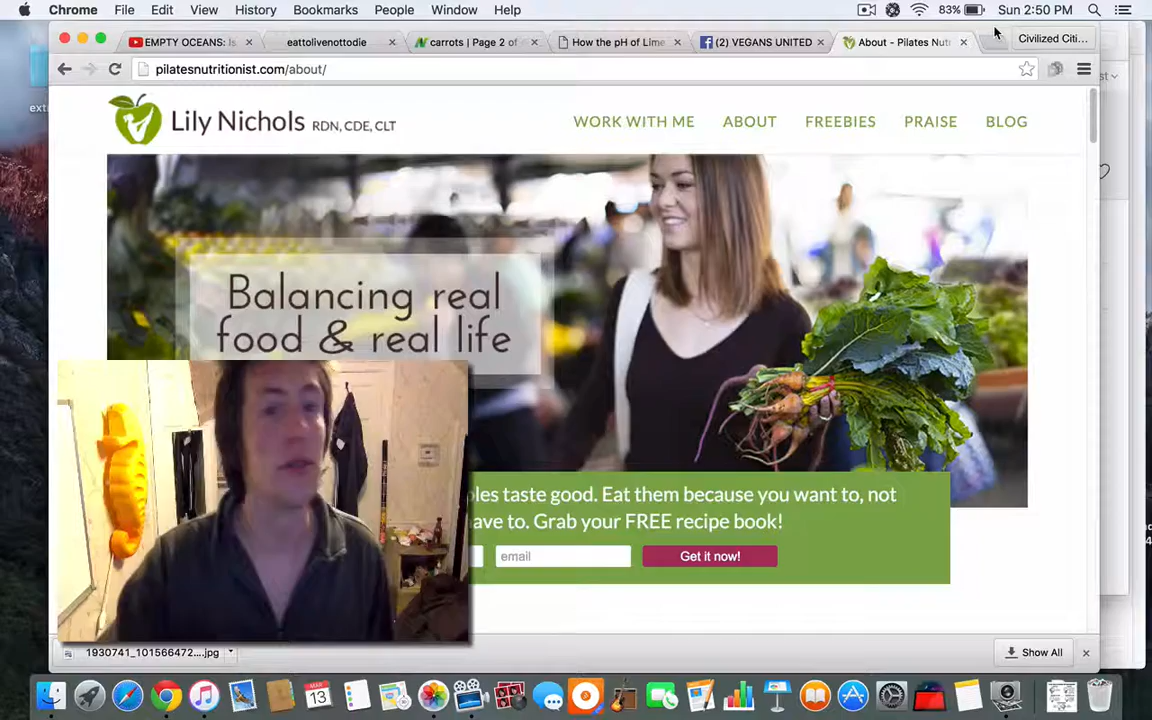 Chrome File Edit View History Bookmarks People Window Help 83% Sun 2:50 PM
EMPTY OCEANS: Is eattolivenottodie carrots | Page 2 of How the pH of Lime (2) VEGANS UNITED About - Pilates Nutr Civilized Citi...
pilatesnutritionist.com/about/
Lily Nichols RDN, CDE, CLT
WORK WITH ME ABOUT FREEBIES PRAISE BLOG
Balancing real
food & real life
ples taste good. Eat them because you want to, not
ave to. Grab your FREE recipe book!
email Get it now!
1930741_101566472....jpg Show All
MAR
13